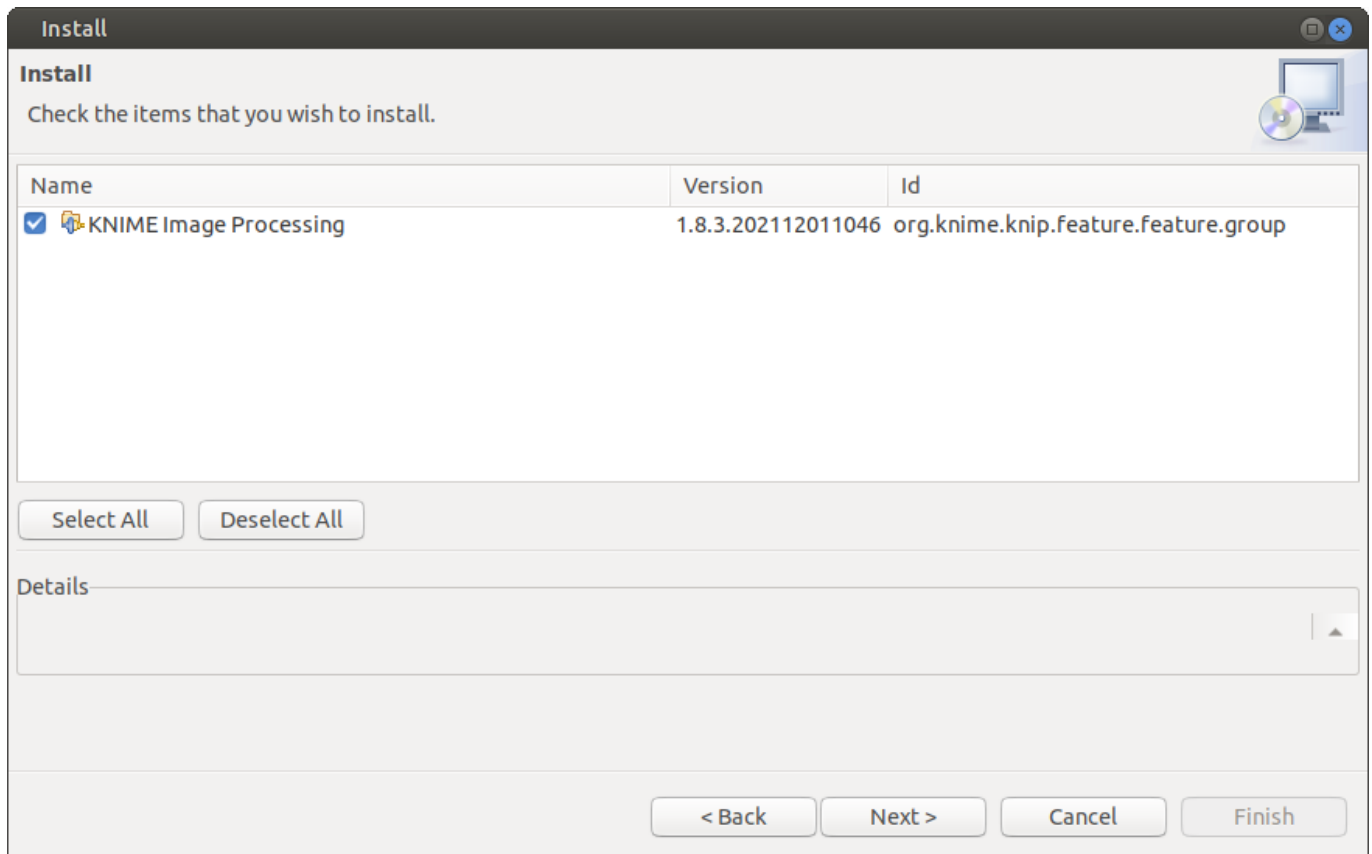 Install
Install
Check the items that you wish to install.
Name Version Id
KNIME Image Processing 1.8.3.202112011046 org.knime.knip.feature.feature.group
Select All Deselect All
Details
< Back Next > Cancel Finish